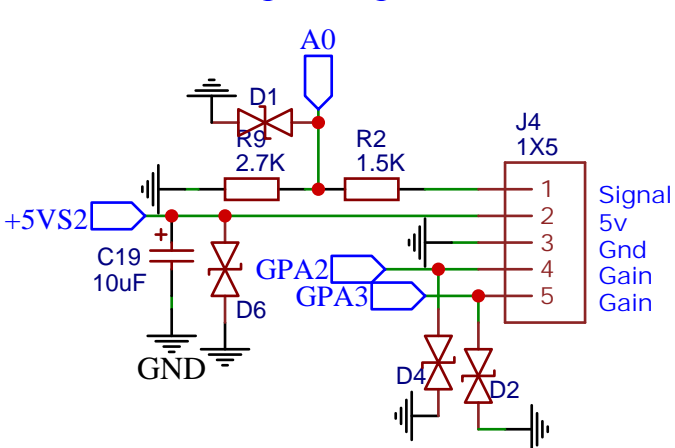 A0
D1
R9
2.7K
R2
1.5K
J4
1X5
1
Signal
+5VS2
2
5v
3
Gnd
C19
10uF
GPA2
4
Gain
GPA3
5
Gain
D6
GND
D4
D2